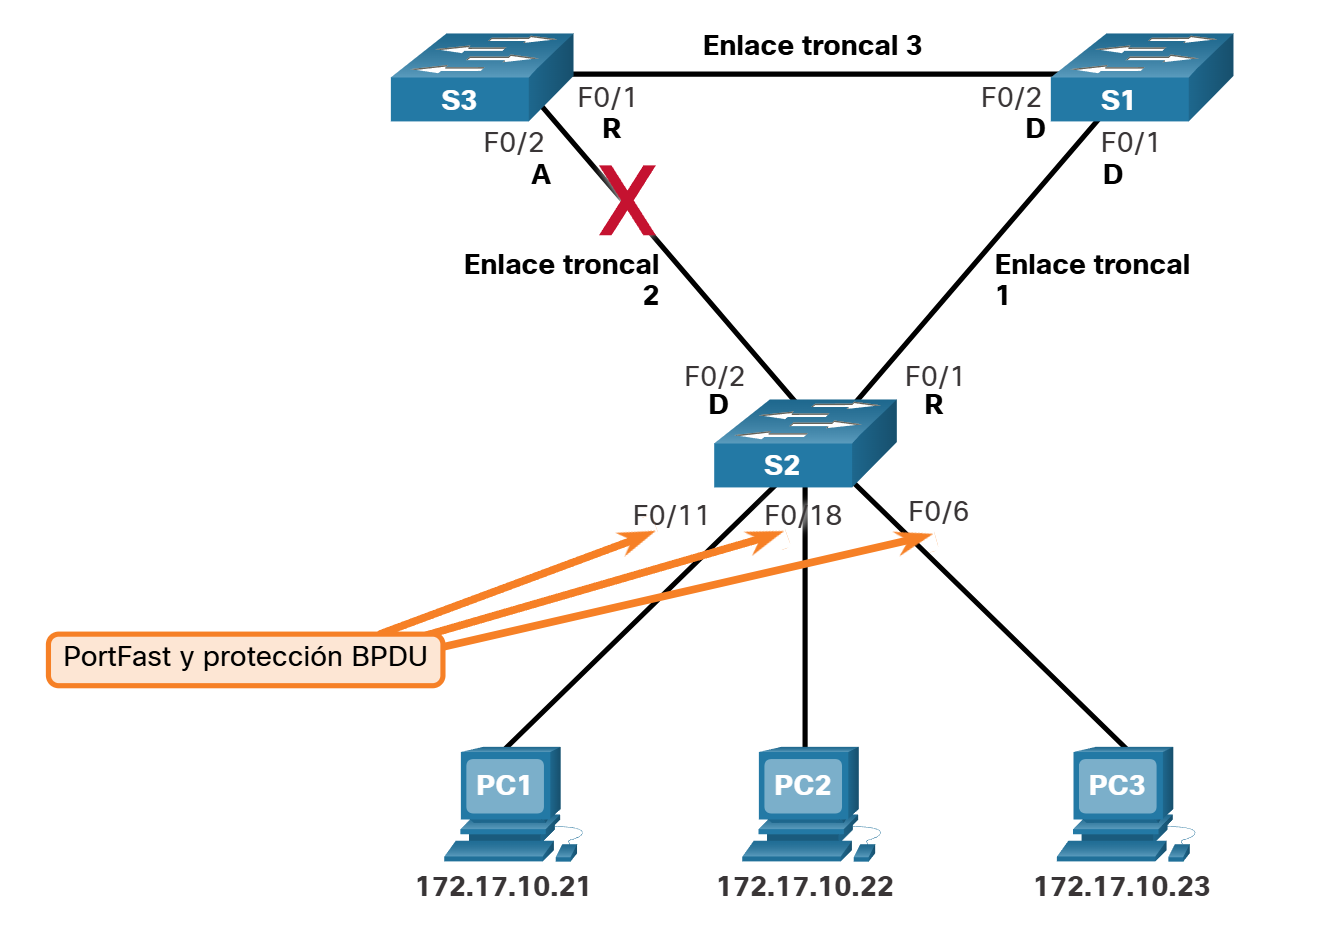 Enlace troncal 3
S3
S1
F0/1
R
F0/2
D
F0/2
A
F0/1
D
X
Enlace troncal
2
Enlace troncal
1
F0/2
D
F0/1
R
S2
F0/11
F0/18
F0/6
PortFast y protección BPDU
PC1
PC2
PC3
172.17.10.21
172.17.10.22
172.17.10.23